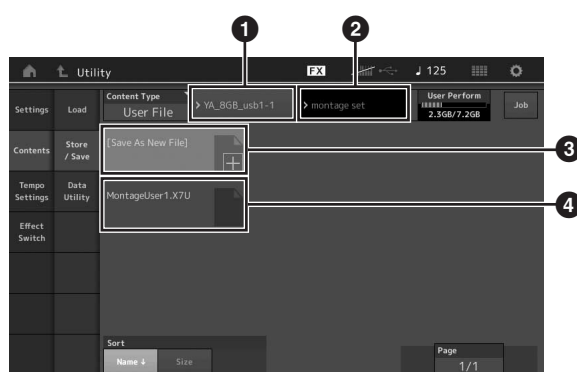 1
2
Utility
FX
♩ 125
Settings
Load
Content Type
User File
> YA_8GB_usb1-1
> montage set
User Perform
2.3GB/7.2GB
Job
Contents
Store
/ Save
[Save As New File]
3
Tempo
Settings
Data
Utility
MontageUser1.X7U
4
Effect
Switch
Sort
Name ↓
Size
Page
1/1